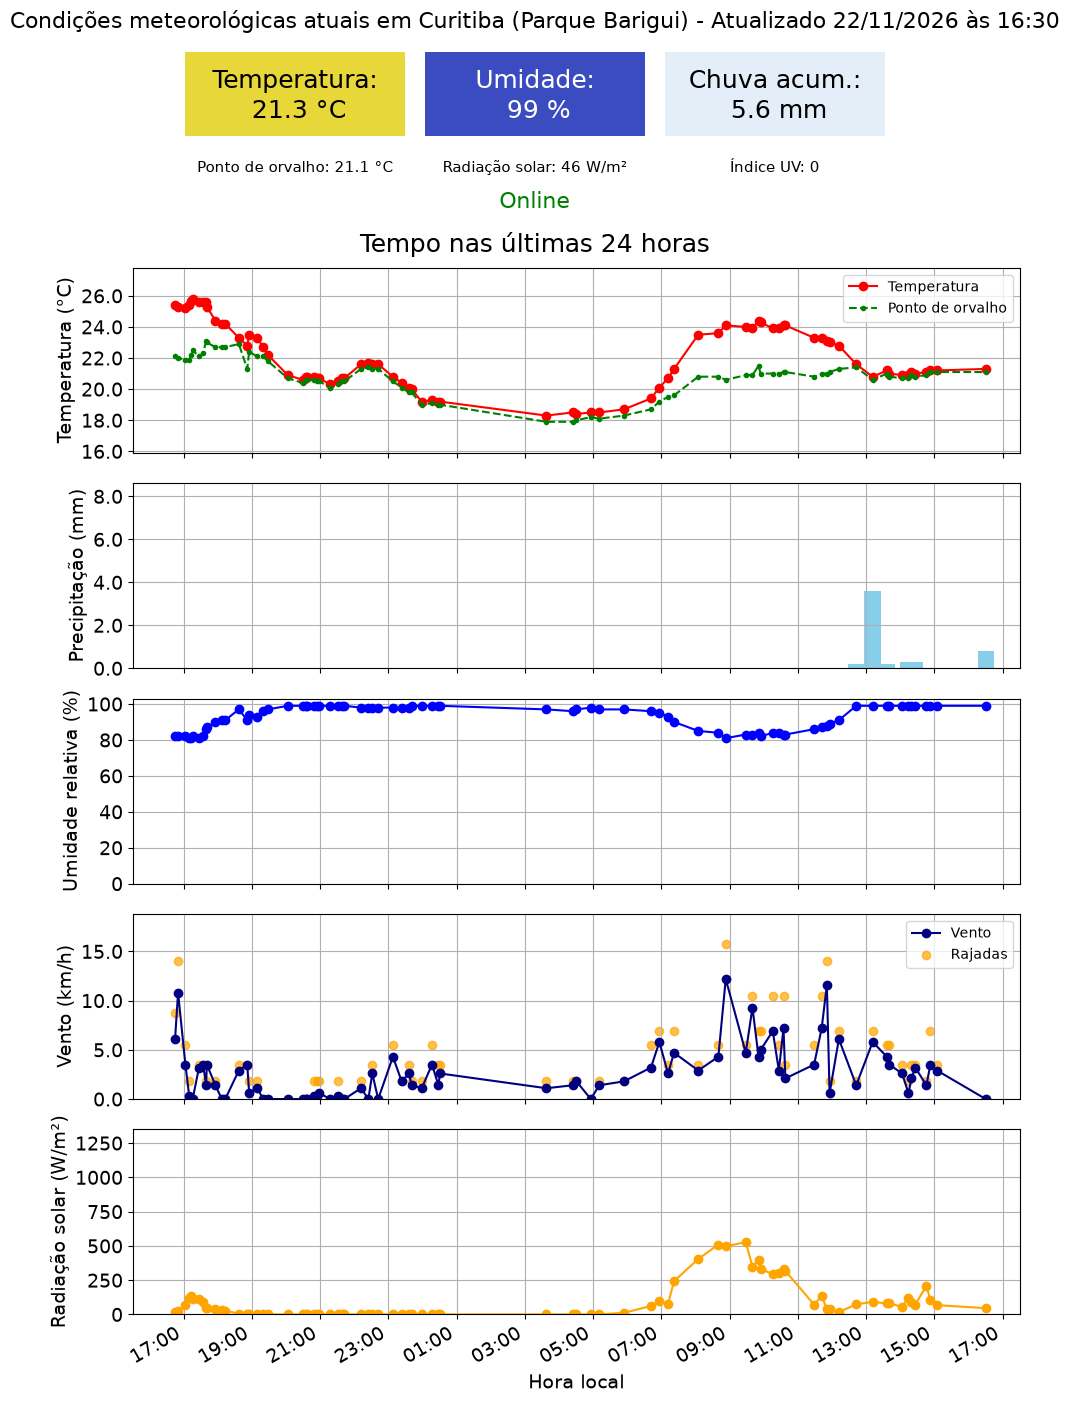 Condições meteorológicas atuais em Curitiba (Parque Barigui) - Atualizado 22/11/2026 às 16:30
Temperatura:
21.3 °C
Umidade:
99 %
Chuva acum.:
5.6 mm
Ponto de orvalho: 21.1 °C
Radiação solar: 46 W/m²
Índice UV: 0
Online
Tempo nas últimas 24 horas
Temperatura (°C)
26.0
24.0
22.0
20.0
18.0
16.0
Temperatura
Ponto de orvalho
Precipitação (mm)
8.0
6.0
4.0
2.0
0.0
Umidade relativa (%)
100
80
60
40
20
0
Vento (km/h)
15.0
10.0
5.0
0.0
Vento
Rajadas
Radiação solar (W/m²)
1250
1000
750
500
250
0
17:00
19:00
21:00
23:00
01:00
03:00
05:00
07:00
09:00
11:00
13:00
15:00
17:00
Hora local